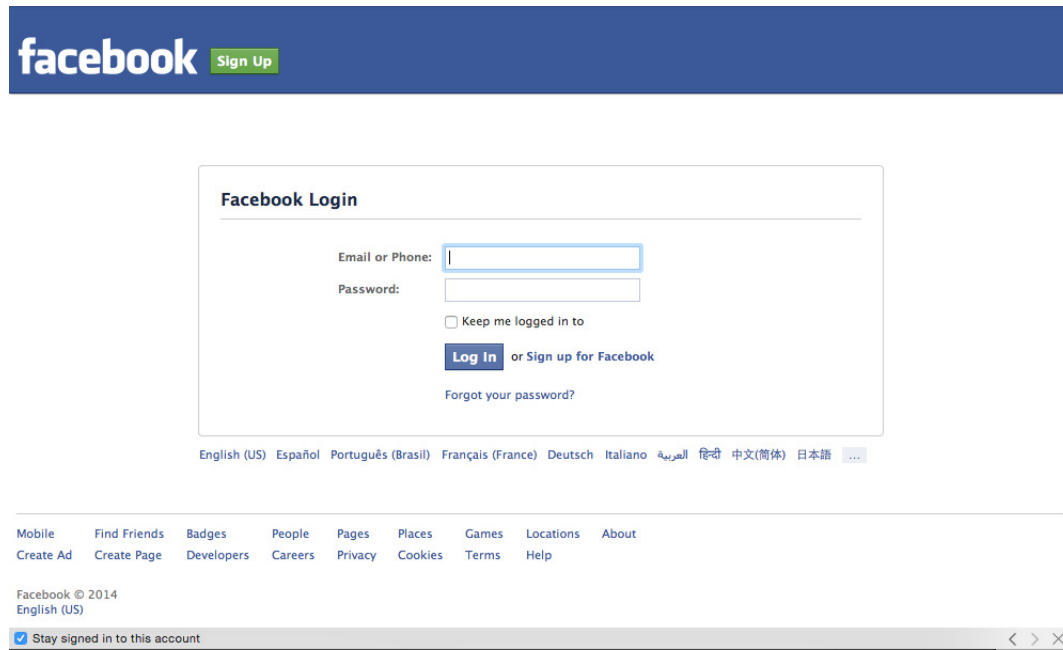 facebook Sign Up
Facebook Login
Email or Phone:
Password:
Keep me logged in to
Log In or Sign up for Facebook
Forgot your password?
English (US) Español Português (Brasil) Français (France) Deutsch Italiano العربية हिन्दी 中文(简体) 日本語 ...
Mobile Find Friends Badges People Pages Places Games Locations About
Create Ad Create Page Developers Careers Privacy Cookies Terms Help
Facebook © 2014
English (US)
Stay signed in to this account